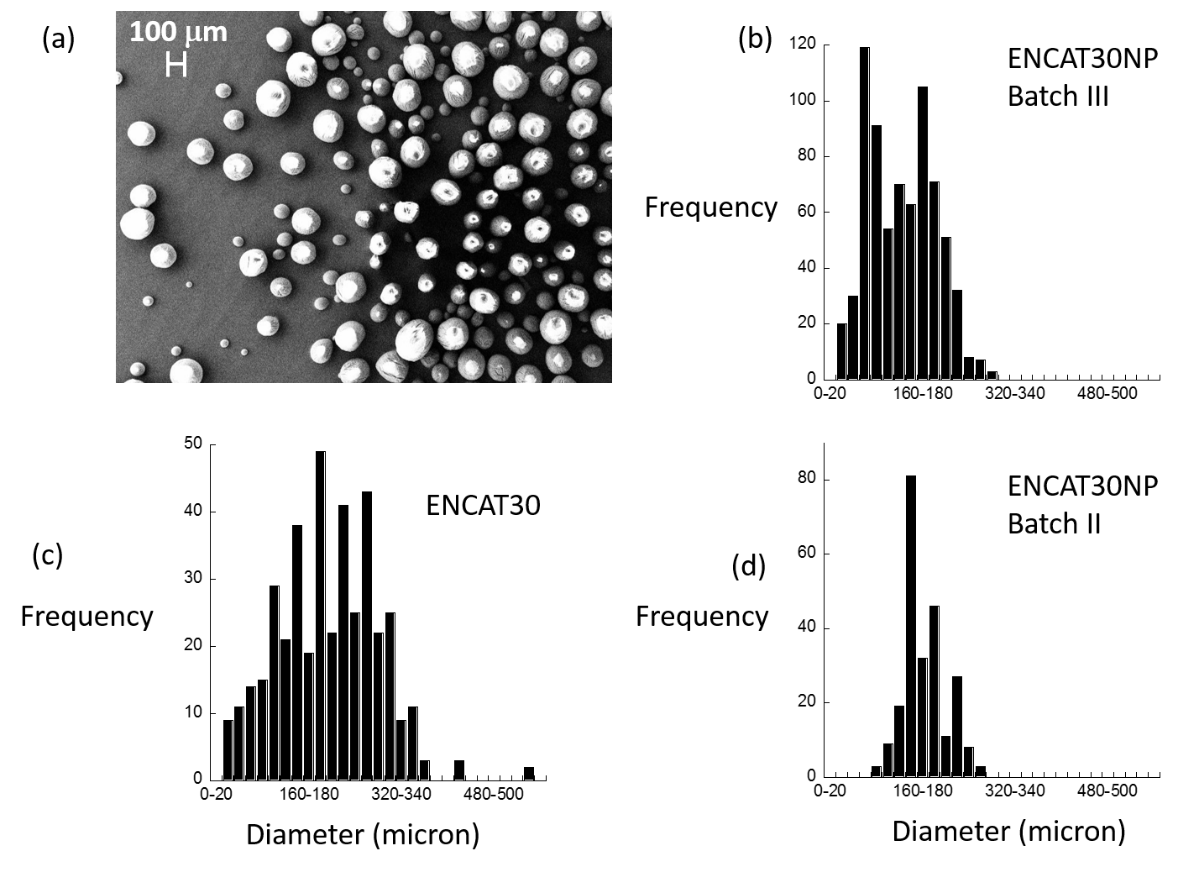 (a)
100 μm
(b)
ENCAT30NP
Batch III
Frequency
120
100
80
60
40
20
0
0-20 160-180 320-340 480-500
(c)
ENCAT30
Frequency
50
40
30
20
10
0
0-20 160-180 320-340 480-500
Diameter (micron)
(d)
ENCAT30NP
Batch II
Frequency
80
60
40
20
0
0-20 160-180 320-340 480-500
Diameter (micron)